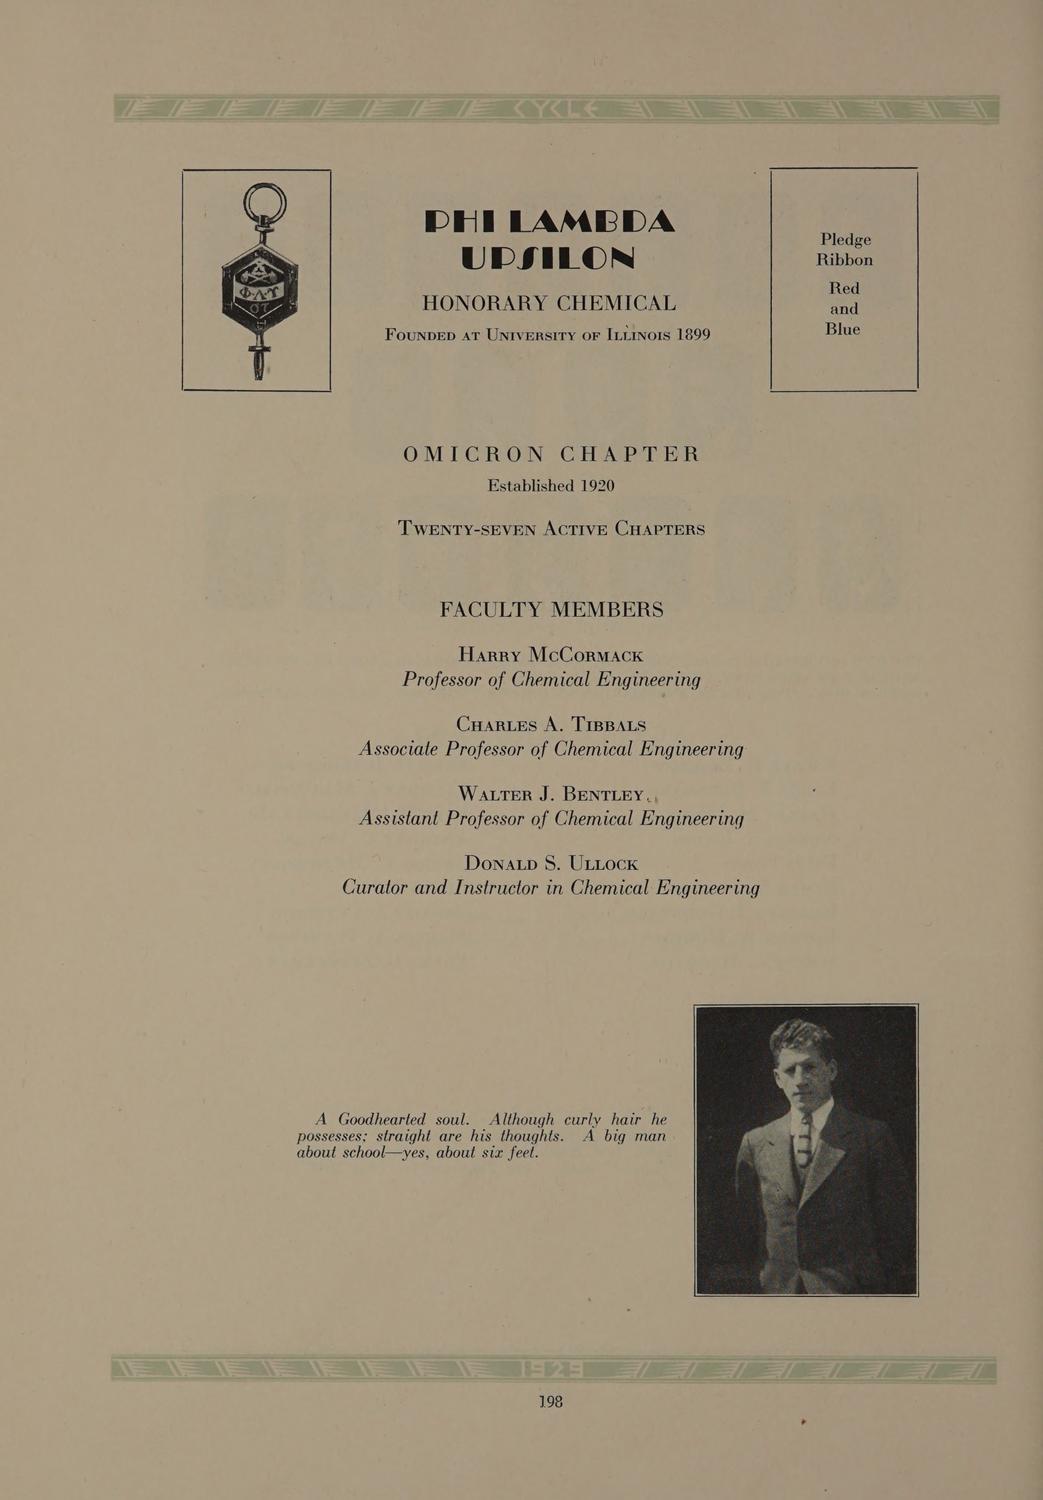 CYCLE
PHI LAMBDA
UPSILON
HONORARY CHEMICAL
FOUNDED AT UNIVERSITY OF ILLINOIS 1899
ΦΛΥ
Pledge
Ribbon
Red
and
Blue
OMICRON CHAPTER
Established 1920
TWENTY-SEVEN ACTIVE CHAPTERS
FACULTY MEMBERS
HARRY MCCORMACK
Professor of Chemical Engineering
CHARLES A. TIBBALS
Associate Professor of Chemical Engineering
WALTER J. BENTLEY
Assistant Professor of Chemical Engineering
DONALD S. ULLOCK
Curator and Instructor in Chemical Engineering
A Goodhearted soul. Although curly hair he
possesses; straight are his thoughts. A big man
about school—yes, about six feet.
1929
198